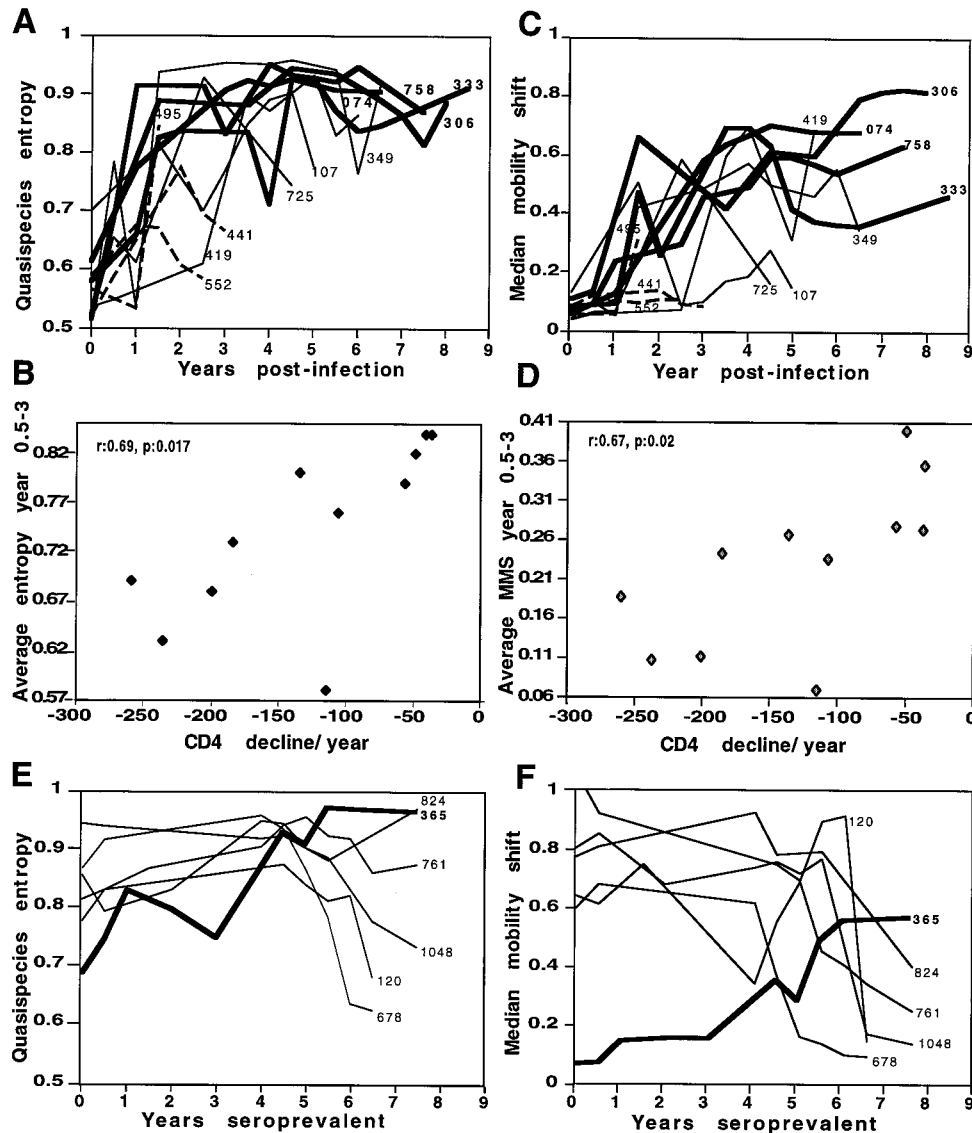 A
Quasispecies entropy
1
0.9
0.8
0.7
0.6
0.5
495
074
758
333
306
349
107
725
441
419
552
0 1 2 3 4 5 6 7 8 9
Years post-infection
C
Median mobility shift
1
0.8
0.6
0.4
0.2
0
306
419
074
758
333
495
349
441
552
725
107
0 1 2 3 4 5 6 7 8 9
Year post-infection
B
Average entropy year 0.5-3
r:0.69, p:0.017
0.82
0.77
0.72
0.67
0.62
0.57
-300 -250 -200 -150 -100 -50 0
CD4 decline/year
D
Average MMS year 0.5-3
r:0.67, p:0.02
0.41
0.36
0.31
0.26
0.21
0.16
0.11
0.06
-300 -250 -200 -150 -100 -50 0
CD4 decline/year
E
Quasispecies entropy
1
0.9
0.8
0.7
0.6
0.5
824
365
761
1048
120
678
0 1 2 3 4 5 6 7 8 9
Years seroprevalent
F
Median mobility shift
1
0.8
0.6
0.4
0.2
0
120
365
824
761
1048
678
0 1 2 3 4 5 6 7 8 9
Years seroprevalent